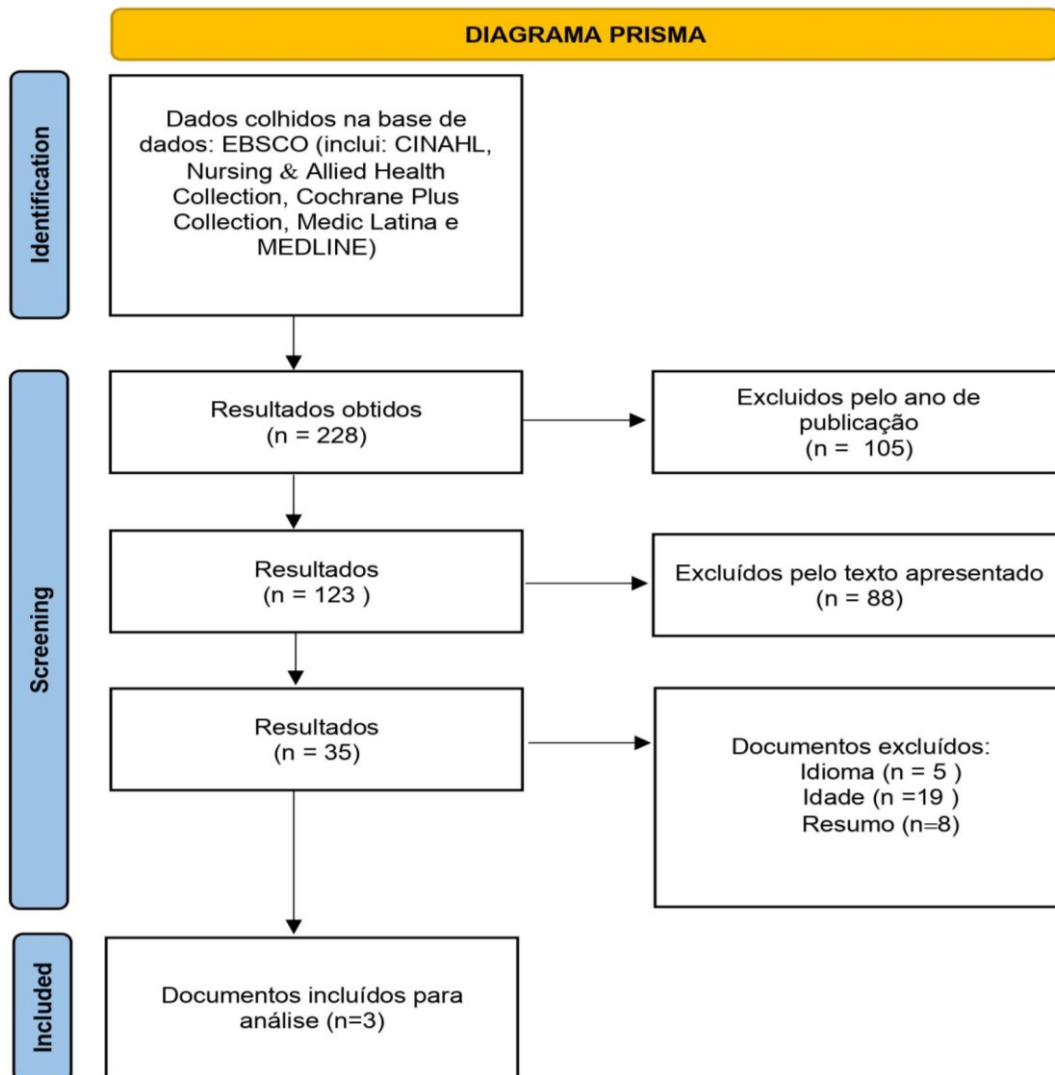 DIAGRAMA PRISMA
Identification
Dados colhidos na base de
dados: EBSCO (inclui: CINAHL,
Nursing & Allied Health
Collection, Cochrane Plus
Collection, Medic Latina e
MEDLINE)
Screening
Resultados obtidos
(n = 228)
Excluidos pelo ano de
publicação
(n = 105)
Resultados
(n = 123 )
Excluídos pelo texto apresentado
(n = 88)
Resultados
(n = 35)
Documentos excluídos:
Idioma (n = 5 )
Idade (n =19 )
Resumo (n=8)
Included
Documentos incluídos para
análise (n=3)